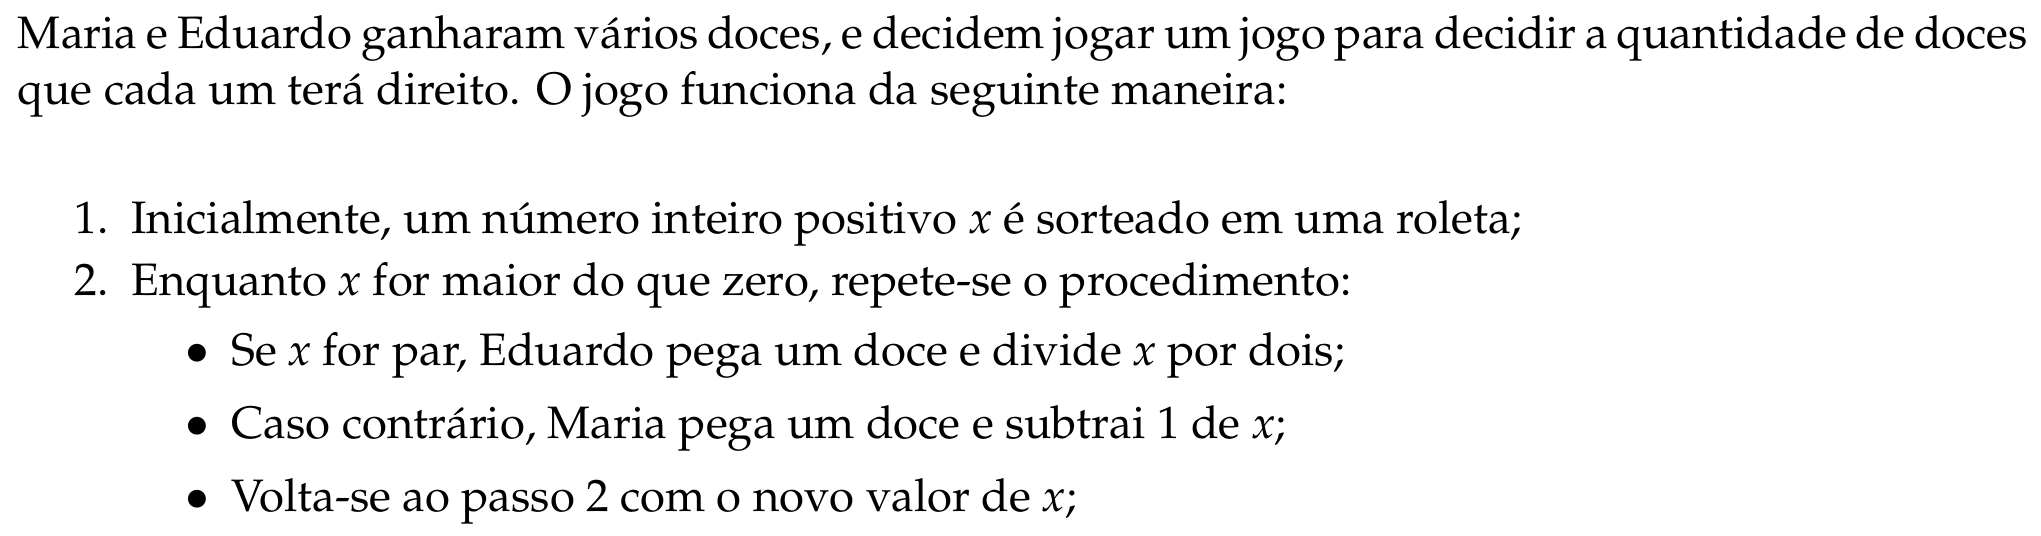 Maria e Eduardo ganharam vários doces, e decidem jogar um jogo para decidir a quantidade de doces
que cada um terá direito. O jogo funciona da seguinte maneira:
1. Inicialmente, um número inteiro positivo x é sorteado em uma roleta;
2. Enquanto x for maior do que zero, repete-se o procedimento:
• Se x for par, Eduardo pega um doce e divide x por dois;
• Caso contrário, Maria pega um doce e subtrai 1 de x;
• Volta-se ao passo 2 com o novo valor de x;